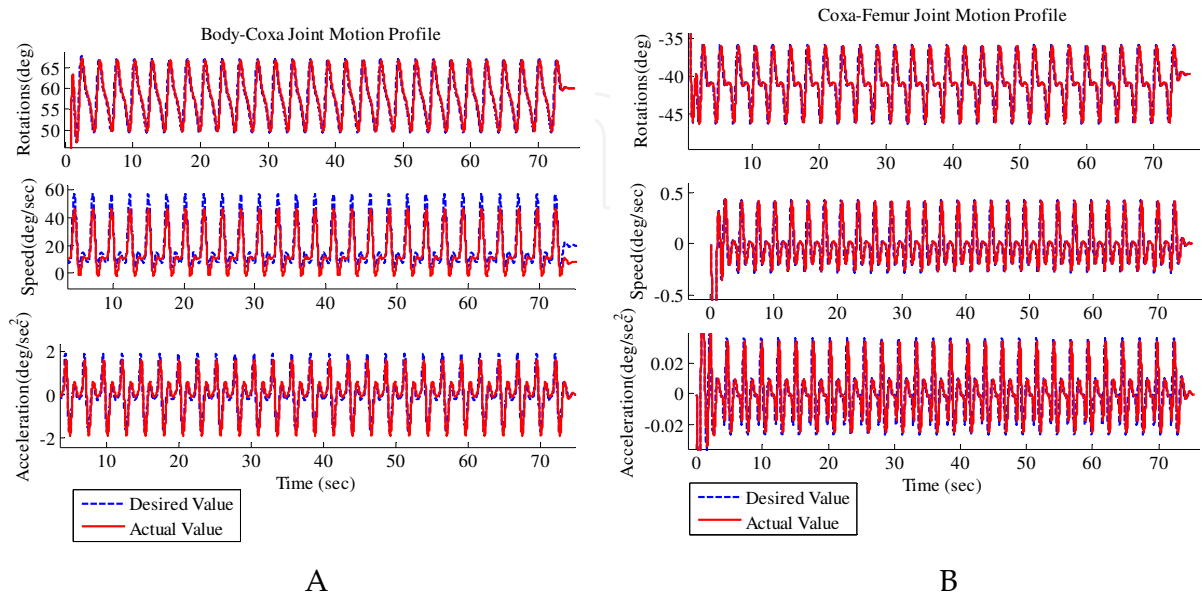 Body-Coxa Joint Motion Profile
Rotations(deg)
65
60
55
50
0 10 20 30 40 50 60 70
Speed(deg/sec)
60
40
20
0
10 20 30 40 50 60 70
Acceleration(deg/sec²)
2
0
-2
10 20 30 40 50 60 70
Time (sec)
Desired Value
Actual Value
A
Coxa-Femur Joint Motion Profile
Rotations(deg)
-35
-40
-45
10 20 30 40 50 60 70
Speed(deg/sec)
0.5
0
-0.5
0 10 20 30 40 50 60 70
Acceleration(deg/sec²)
0.02
0
-0.02
0 10 20 30 40 50 60 70
Time (sec)
Desired Value
Actual Value
B